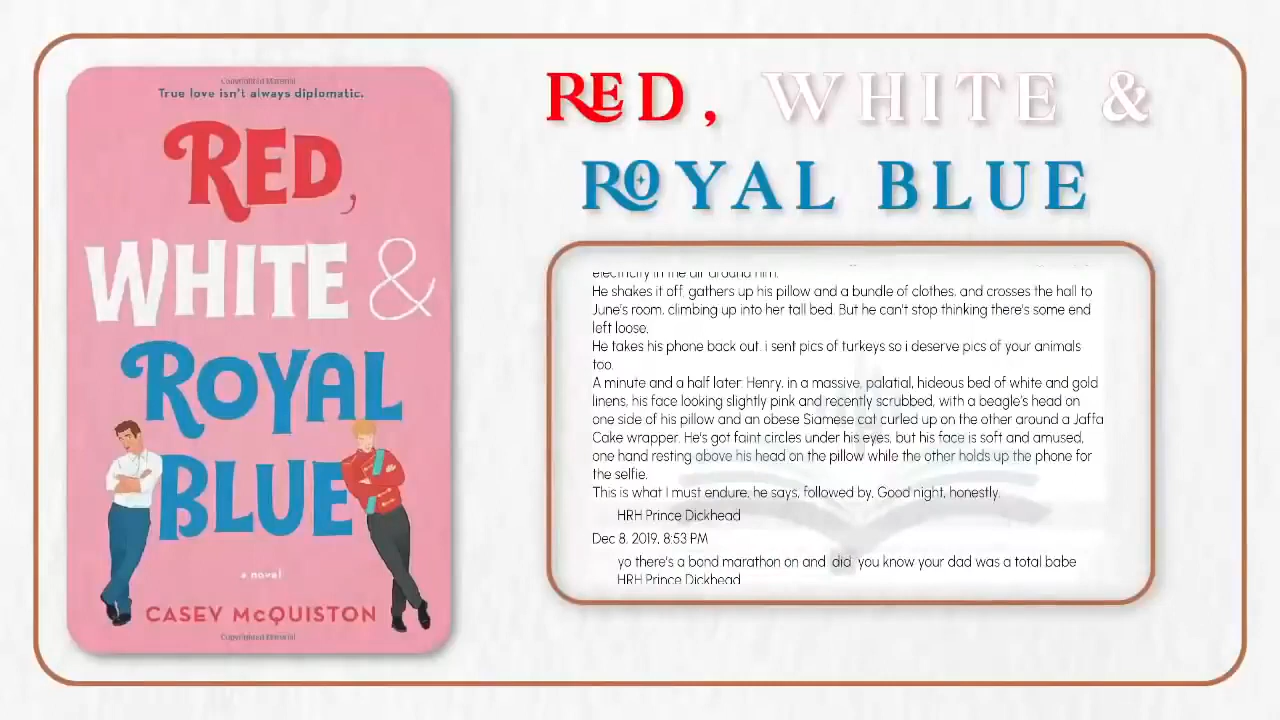 Copyrighted Material
True love isn't always diplomatic.
RED,
WHITE &
ROYAL
BLUE
a novel
CASEY McQUISTON
Copyrighted Material
RED, WHITE &
ROYAL BLUE
electricity in the air around him.
He shakes it off, gathers up his pillow and a bundle of clothes, and crosses the hall to
June's room, climbing up into her tall bed. But he can't stop thinking there's some end
left loose.
He takes his phone back out. i sent pics of turkeys so i deserve pics of your animals
too.
A minute and a half later: Henry, in a massive, palatial, hideous bed of white and gold
linens, his face looking slightly pink and recently scrubbed, with a beagle's head on
one side of his pillow and an obese Siamese cat curled up on the other around a Jaffa
Cake wrapper. He's got faint circles under his eyes, but his face is soft and amused,
one hand resting above his head on the pillow while the other holds up the phone for
the selfie.
This is what I must endure, he says, followed by, Good night, honestly.
HRH Prince Dickhead
Dec 8, 2019, 8:53 PM
yo there's a bond marathon on and did you know your dad was a total babe
HRH Prince Dickhead